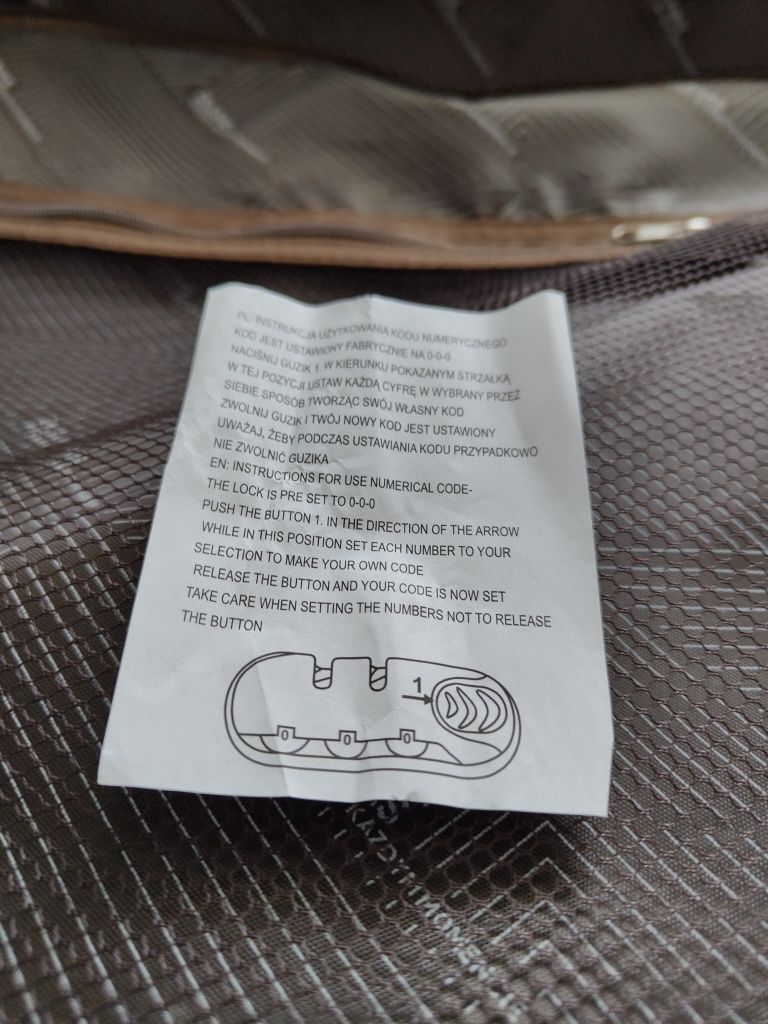 PL: INSTRUKCJA UŻYTKOWANIA KODU NUMERYCZNEGO
KOD JEST USTAWIONY FABRYCZNIE NA 0-0-0
NACIŚNIJ GUZIK 1. W KIERUNKU POKAZANYM STRZAŁKĄ
W TEJ POZYCJI USTAW KAŻDĄ CYFRĘ W WYBRANY PRZEZ
SIEBIE SPOSÓB TWORZĄC SWÓJ WŁASNY KOD
ZWOLNIJ GUZIK I TWÓJ NOWY KOD JEST USTAWIONY
UWAŻAJ, ŻEBY PODCZAS USTAWIANIA KODU PRZYPADKOWO
NIE ZWOLNIĆ GUZIKA
EN: INSTRUCTIONS FOR USE NUMERICAL CODE-
THE LOCK IS PRE SET TO 0-0-0
PUSH THE BUTTON 1. IN THE DIRECTION OF THE ARROW
WHILE IN THIS POSITION SET EACH NUMBER TO YOUR
SELECTION TO MAKE YOUR OWN CODE
RELEASE THE BUTTON AND YOUR CODE IS NOW SET
TAKE CARE WHEN SETTING THE NUMBERS NOT TO RELEASE
THE BUTTON
1
0 0 0